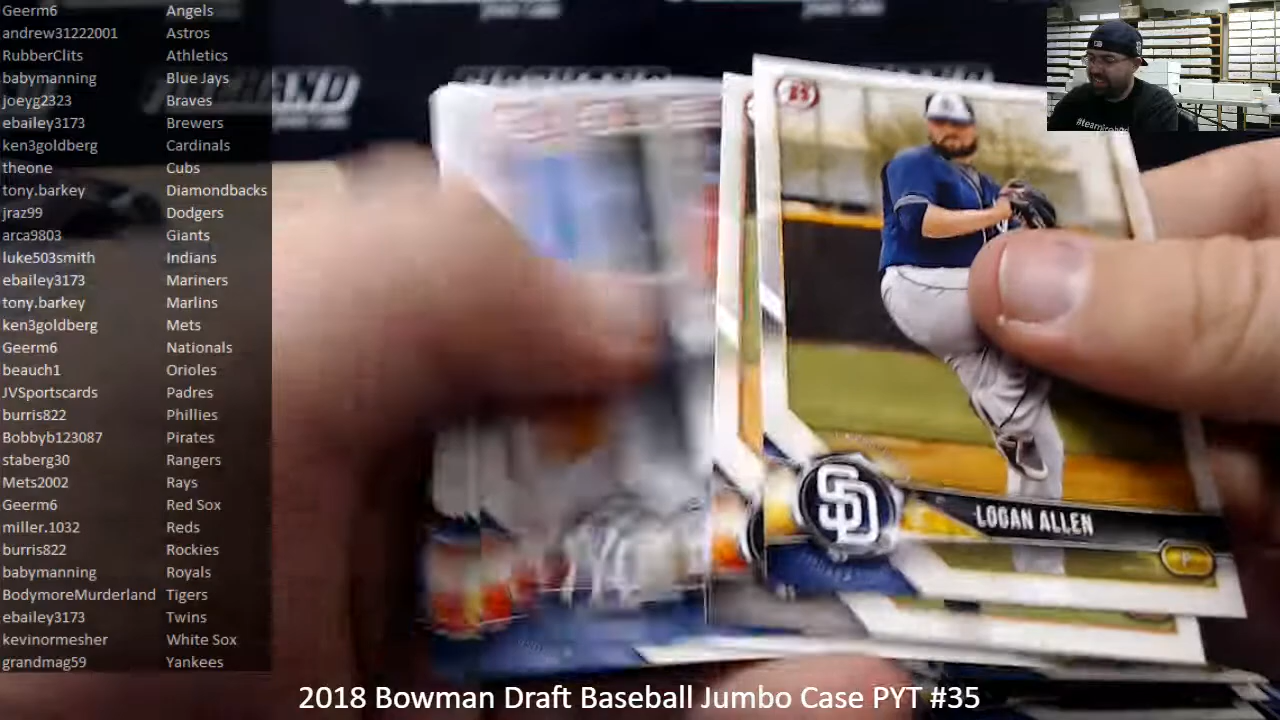 Geerm6 Angels
andrew31222001 Astros
RubberClits Athletics
babymanning Blue Jays
joeyg2323 Braves
ebailey3173 Brewers
ken3goldberg Cardinals
theone Cubs
tony.barkey Diamondbacks
jraz99 Dodgers
arca9803 Giants
luke503smith Indians
ebailey3173 Mariners
tony.barkey Marlins
ken3goldberg Mets
Geerm6 Nationals
beauch1 Orioles
JVSportscards Padres
burris822 Phillies
Bobbyb123087 Pirates
staberg30 Rangers
Mets2002 Rays
Geerm6 Red Sox
miller.1032 Reds
burris822 Rockies
babymanning Royals
BodymoreMurderland Tigers
ebailey3173 Twins
kevinormesher White Sox
grandmag59 Yankees
B
SD
LOGAN ALLEN
P
2018 Bowman Draft Baseball Jumbo Case PYT #35